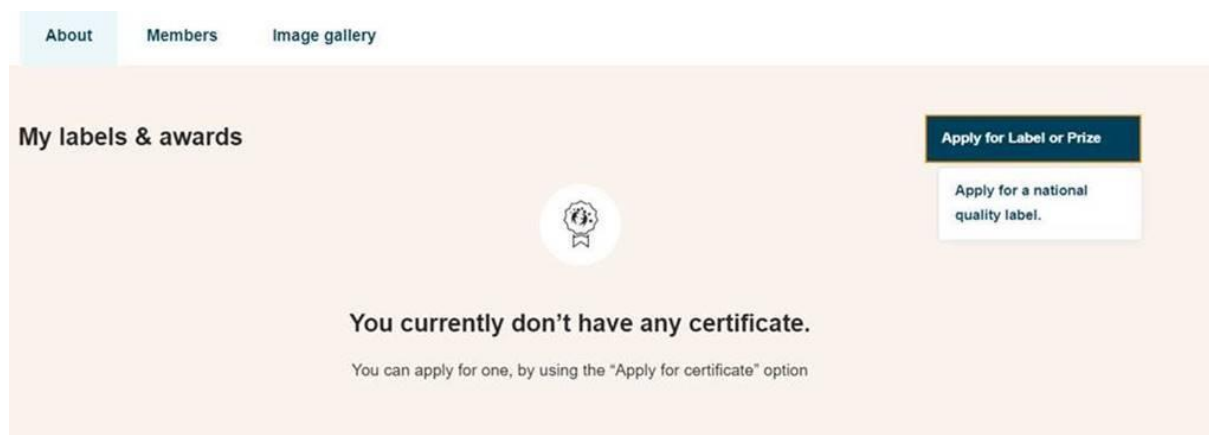 About Members Image gallery
My labels & awards
Apply for Label or Prize
Apply for a national
quality label.
You currently don’t have any certificate.
You can apply for one, by using the “Apply for certificate” option